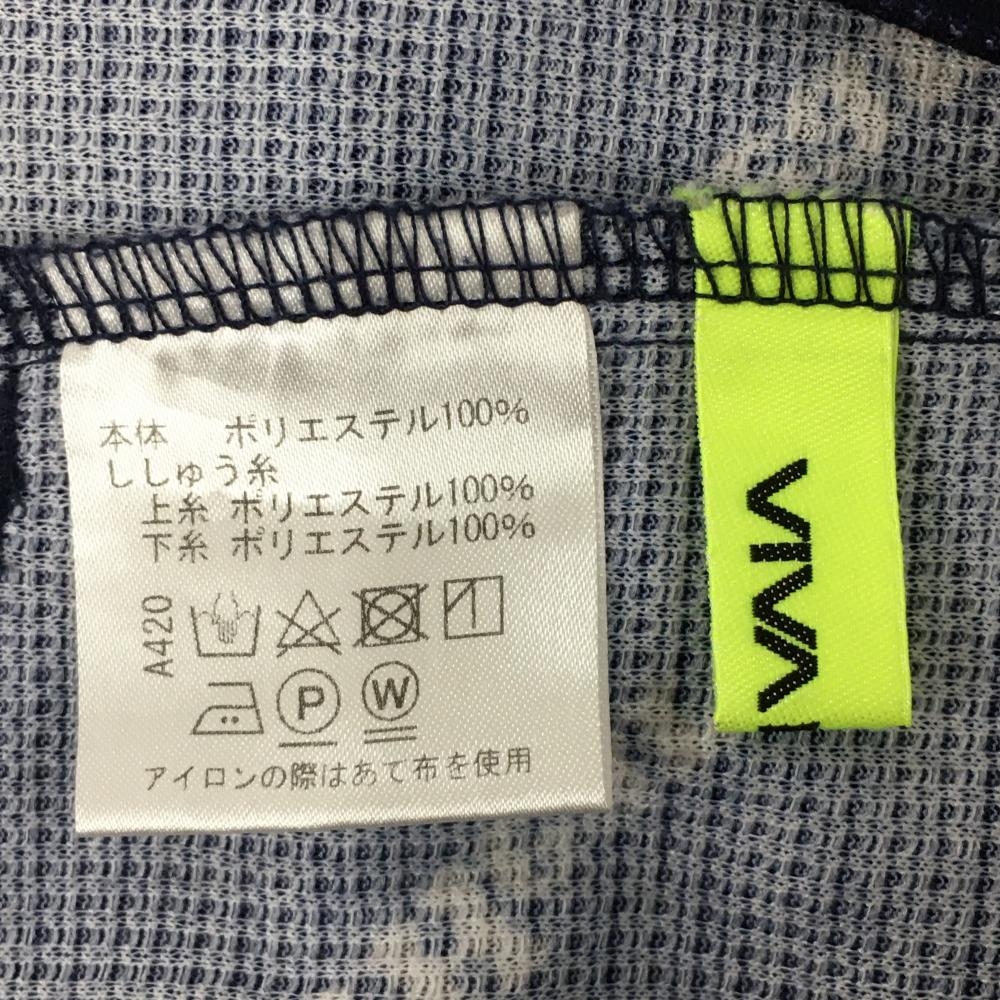 本体 ポリエステル100%
ししゅう糸
上糸 ポリエステル100%
下糸 ポリエステル100%
A420
P
W
アイロンの際はあて布を使用